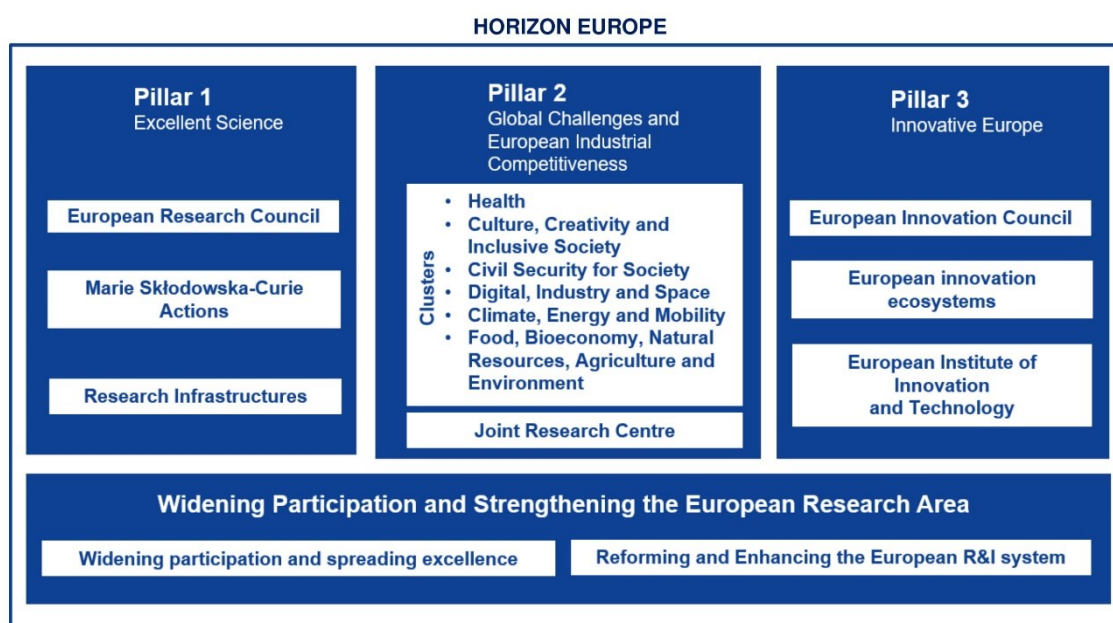 HORIZON EUROPE
Pillar 1
Excellent Science
European Research Council
Marie Skłodowska-Curie
Actions
Research Infrastructures
Pillar 2
Global Challenges and
European Industrial
Competitiveness
Clusters
• Health
• Culture, Creativity and
Inclusive Society
• Civil Security for Society
• Digital, Industry and Space
• Climate, Energy and Mobility
• Food, Bioeconomy, Natural
Resources, Agriculture and
Environment
Joint Research Centre
Pillar 3
Innovative Europe
European Innovation Council
European innovation
ecosystems
European Institute of
Innovation
and Technology
Widening Participation and Strengthening the European Research Area
Widening participation and spreading excellence
Reforming and Enhancing the European R&I system